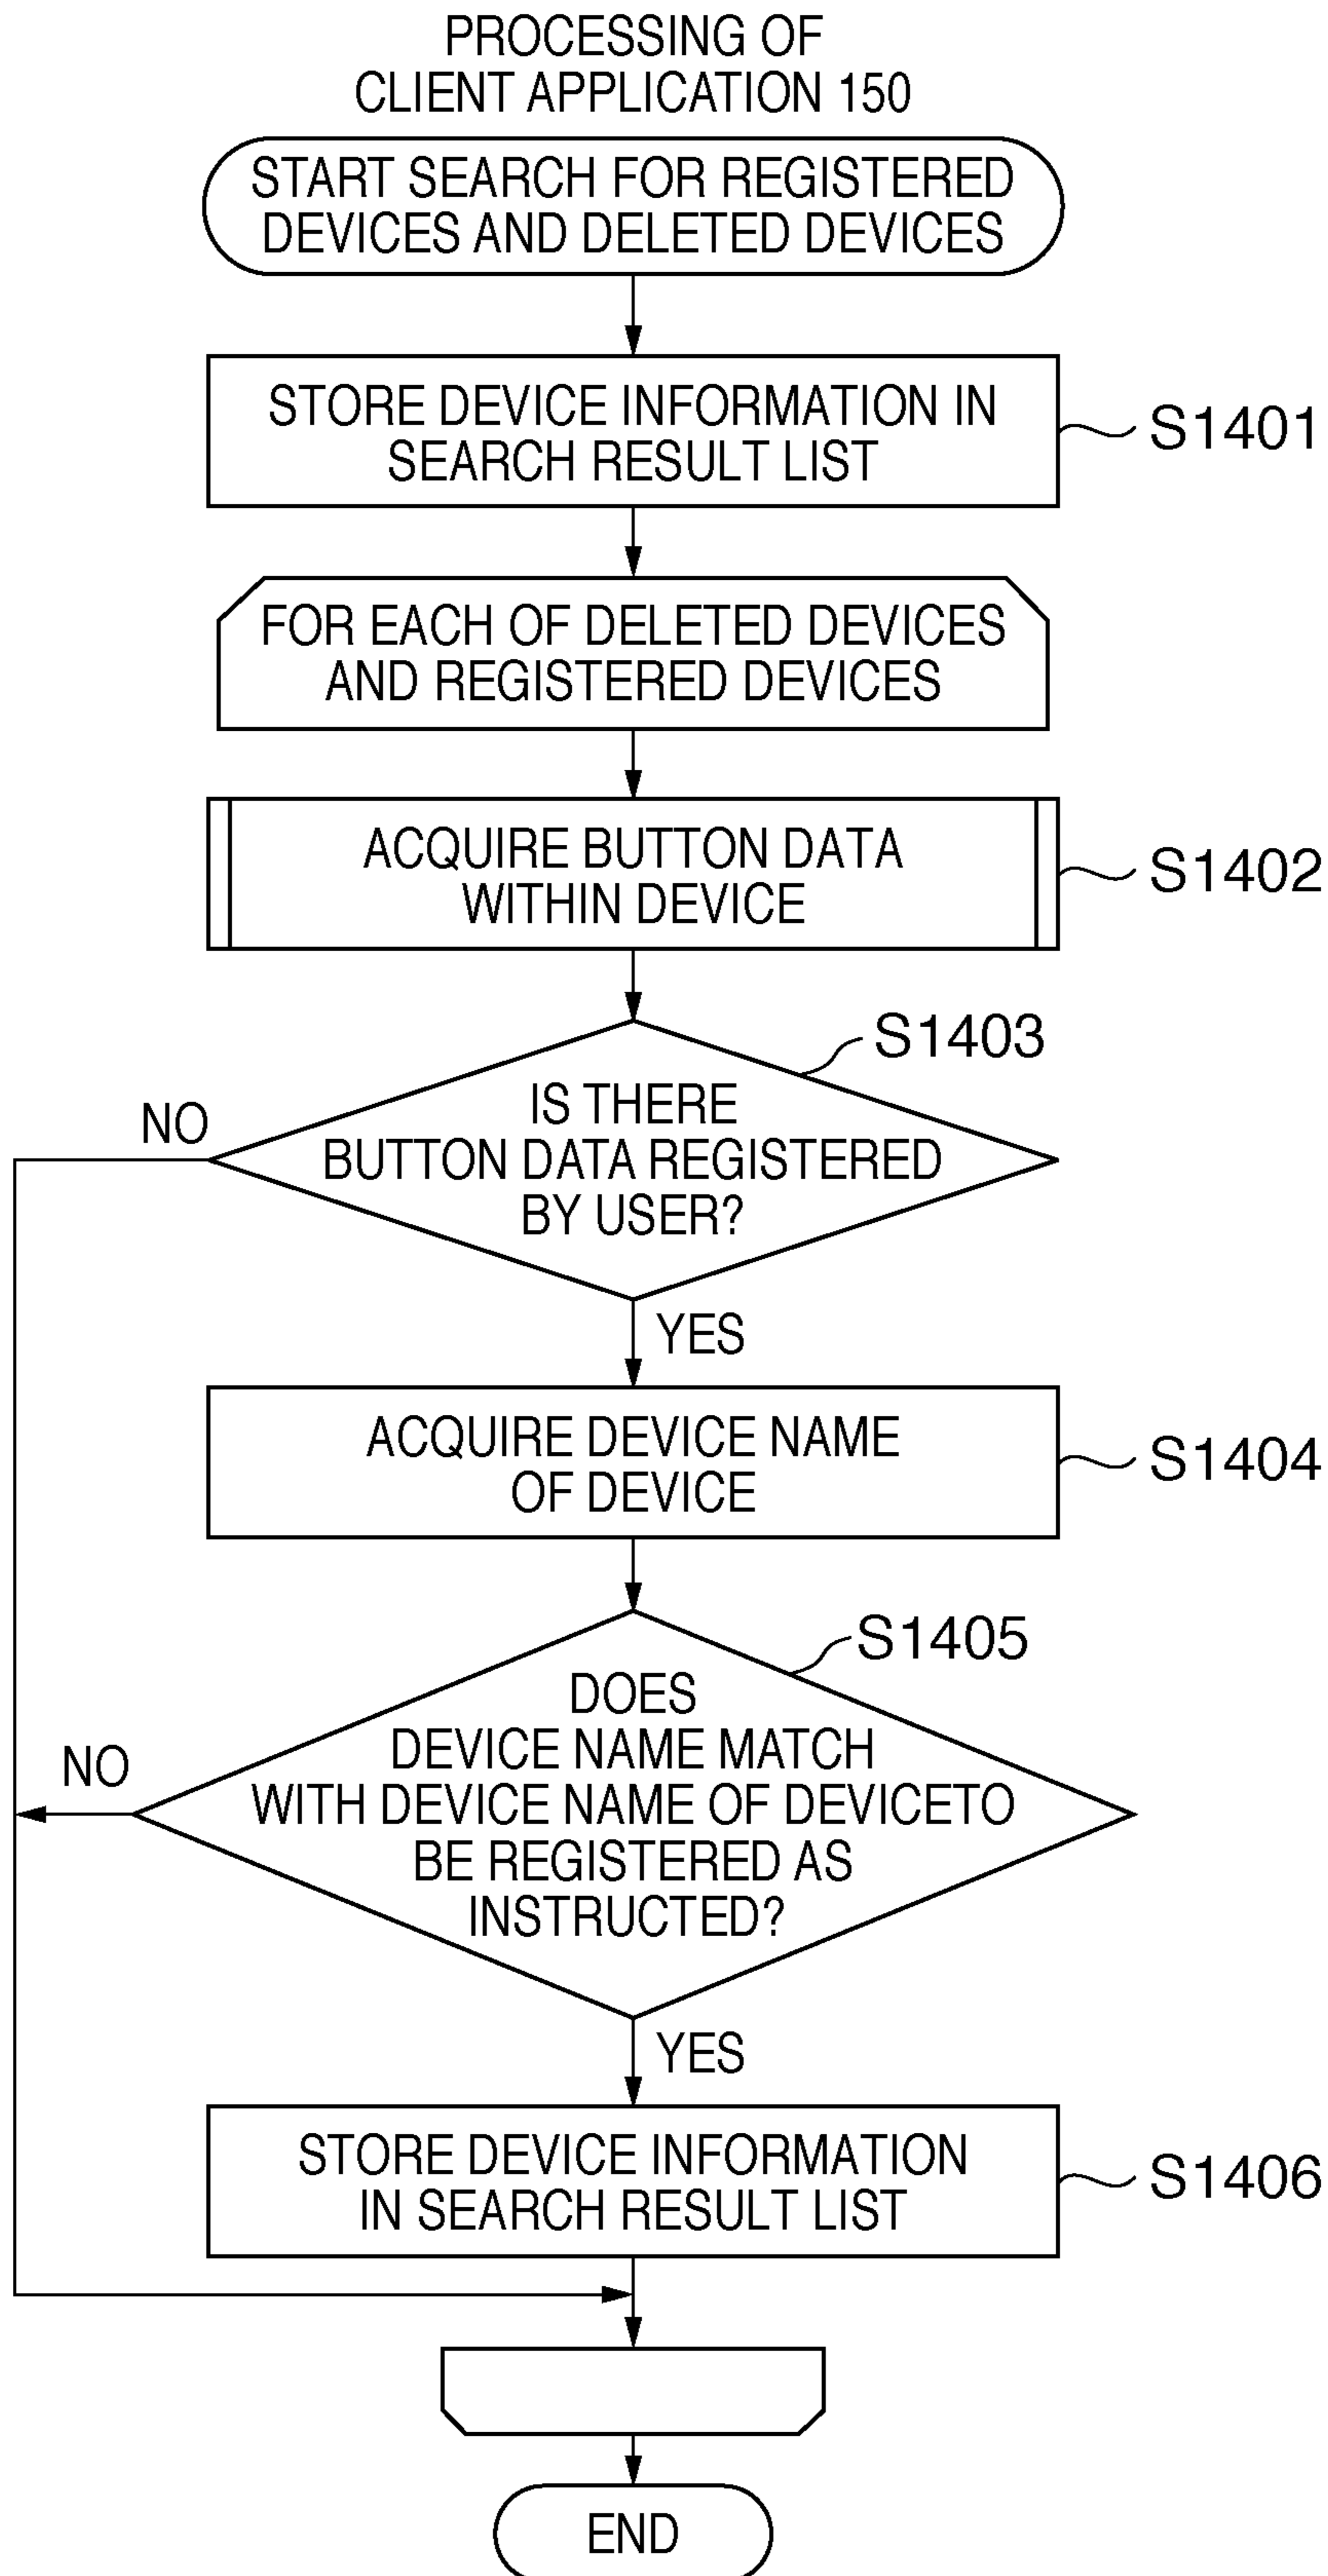 PROCESSING OF
CLIENT APPLICATION 150
START SEARCH FOR REGISTERED
DEVICES AND DELETED DEVICES
STORE DEVICE INFORMATION IN
SEARCH RESULT LIST
S1401
FOR EACH OF DELETED DEVICES
AND REGISTERED DEVICES
ACQUIRE BUTTON DATA
WITHIN DEVICE
S1402
S1403
IS THERE
BUTTON DATA REGISTERED
BY USER?
NO
YES
ACQUIRE DEVICE NAME
OF DEVICE
S1404
S1405
DOES
DEVICE NAME MATCH
WITH DEVICE NAME OF DEVICETO
BE REGISTERED AS
INSTRUCTED?
NO
YES
STORE DEVICE INFORMATION
IN SEARCH RESULT LIST
S1406
END